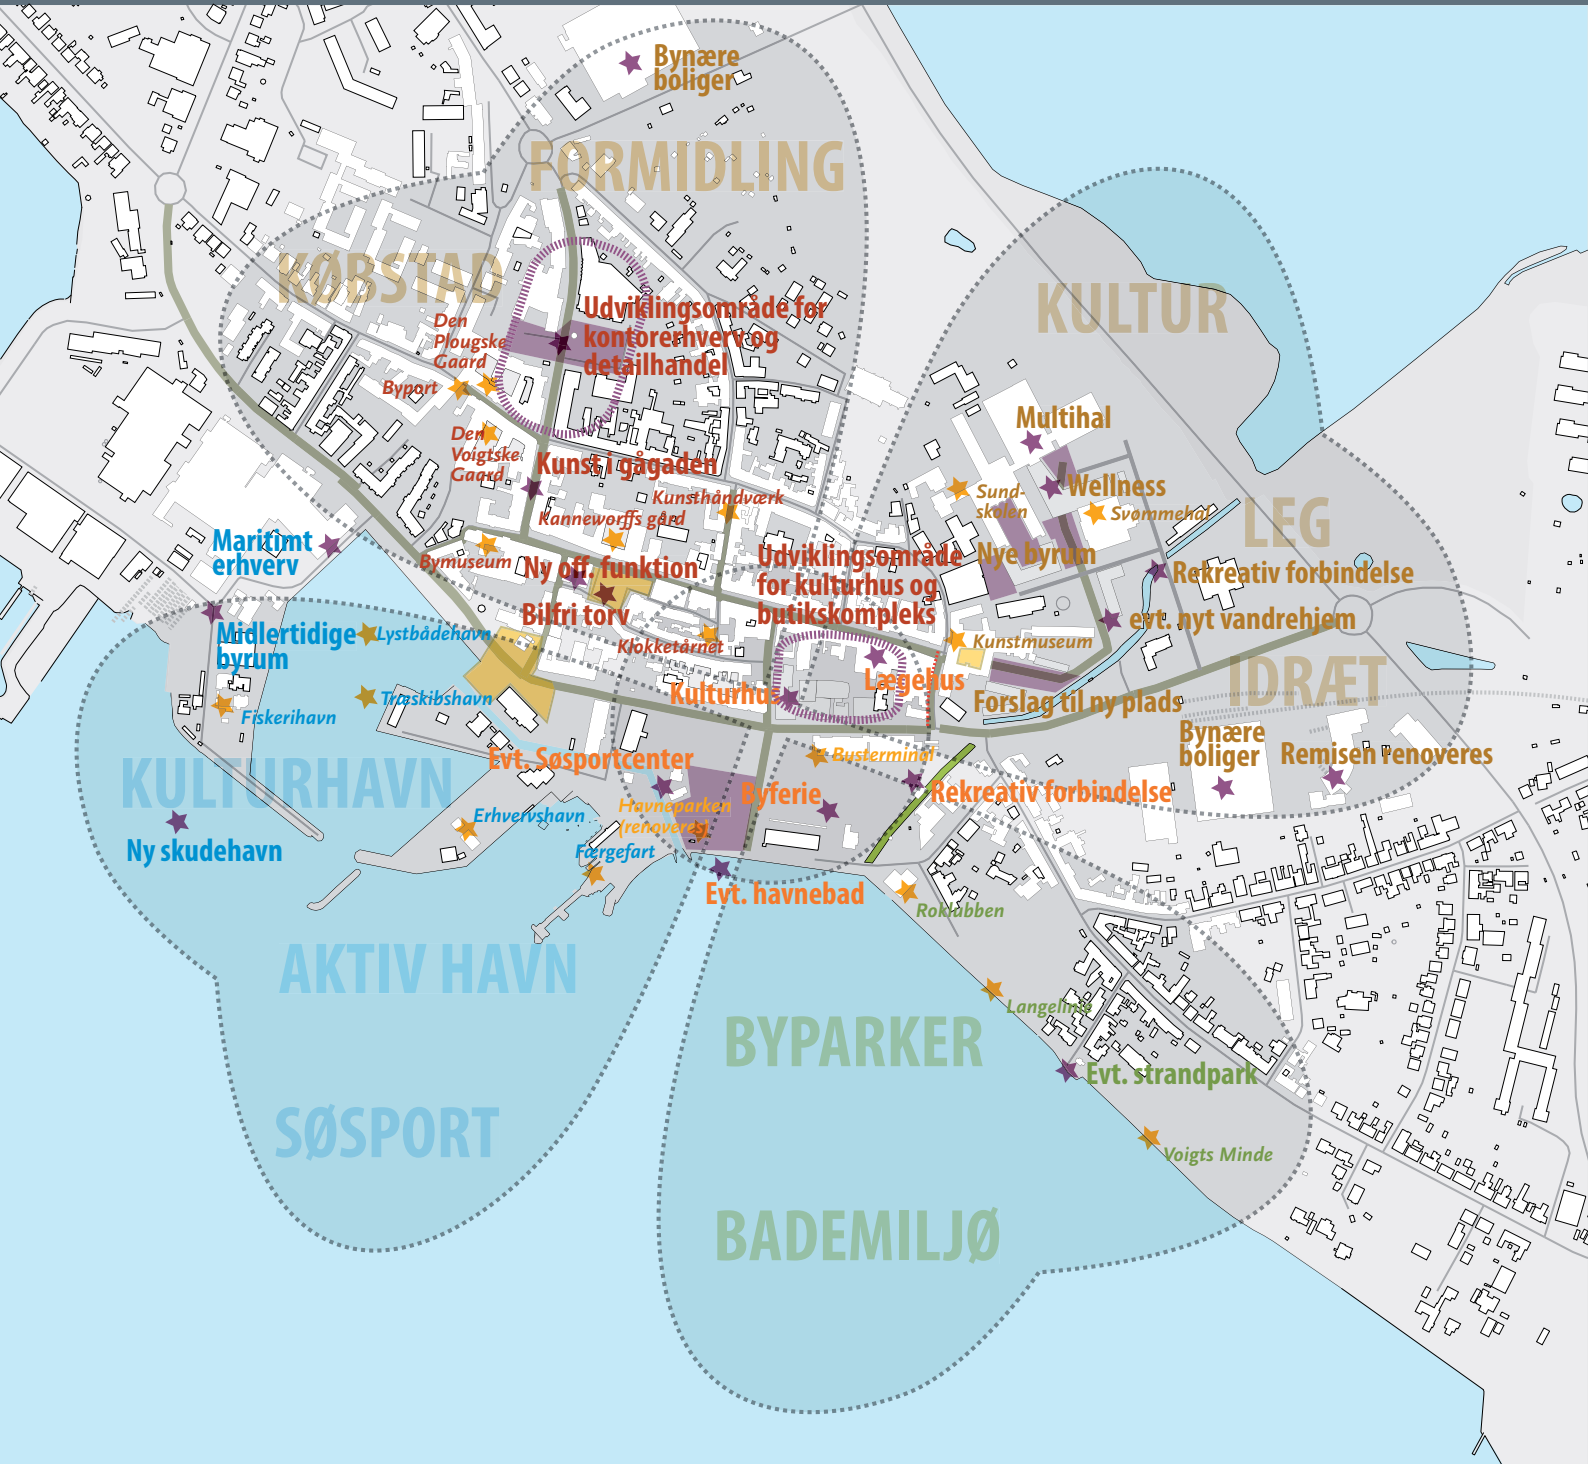 Bynære
boliger
FORMIDLING
KØBSTAD
KULTUR
Udviklingsområde for
kontorerhverv og
detailhandel
Den
Plougske
Gaard
Byport
Den
Voigtske
Gaard
Kunst i gågaden
Kunsthåndværk
Kanneworffs gård
Multihal
Wellness
Sund-
skolen
Svømmehal
LEG
Maritimt
erhverv
Bymuseum
Ny off. funktion
Bilfri torv
Udviklingsområde
for kulturhus og
butikskompleks
Nye byrum
Rekreativ forbindelse
evt. nyt vandrehjem
Midlertidige
byrum
Lystbådehavn
Klokketårnet
Kunstmuseum
IDRÆT
Træskibshavn
Fiskerihavn
Kulturhus
Lægehus
Forslag til ny plads
Bynære
boliger
Remisen renoveres
Evt. Søsportcenter
Busterminal
KULTURHAVN
Havneparken
(renoveres)
Byferie
Rekreativ forbindelse
Erhvervshavn
Ny skudehavn
Færgefart
Evt. havnebad
Roklubben
AKTIV HAVN
Langelinie
BYPARKER
Evt. strandpark
SØSPORT
Voigts Minde
BADEMILJØ